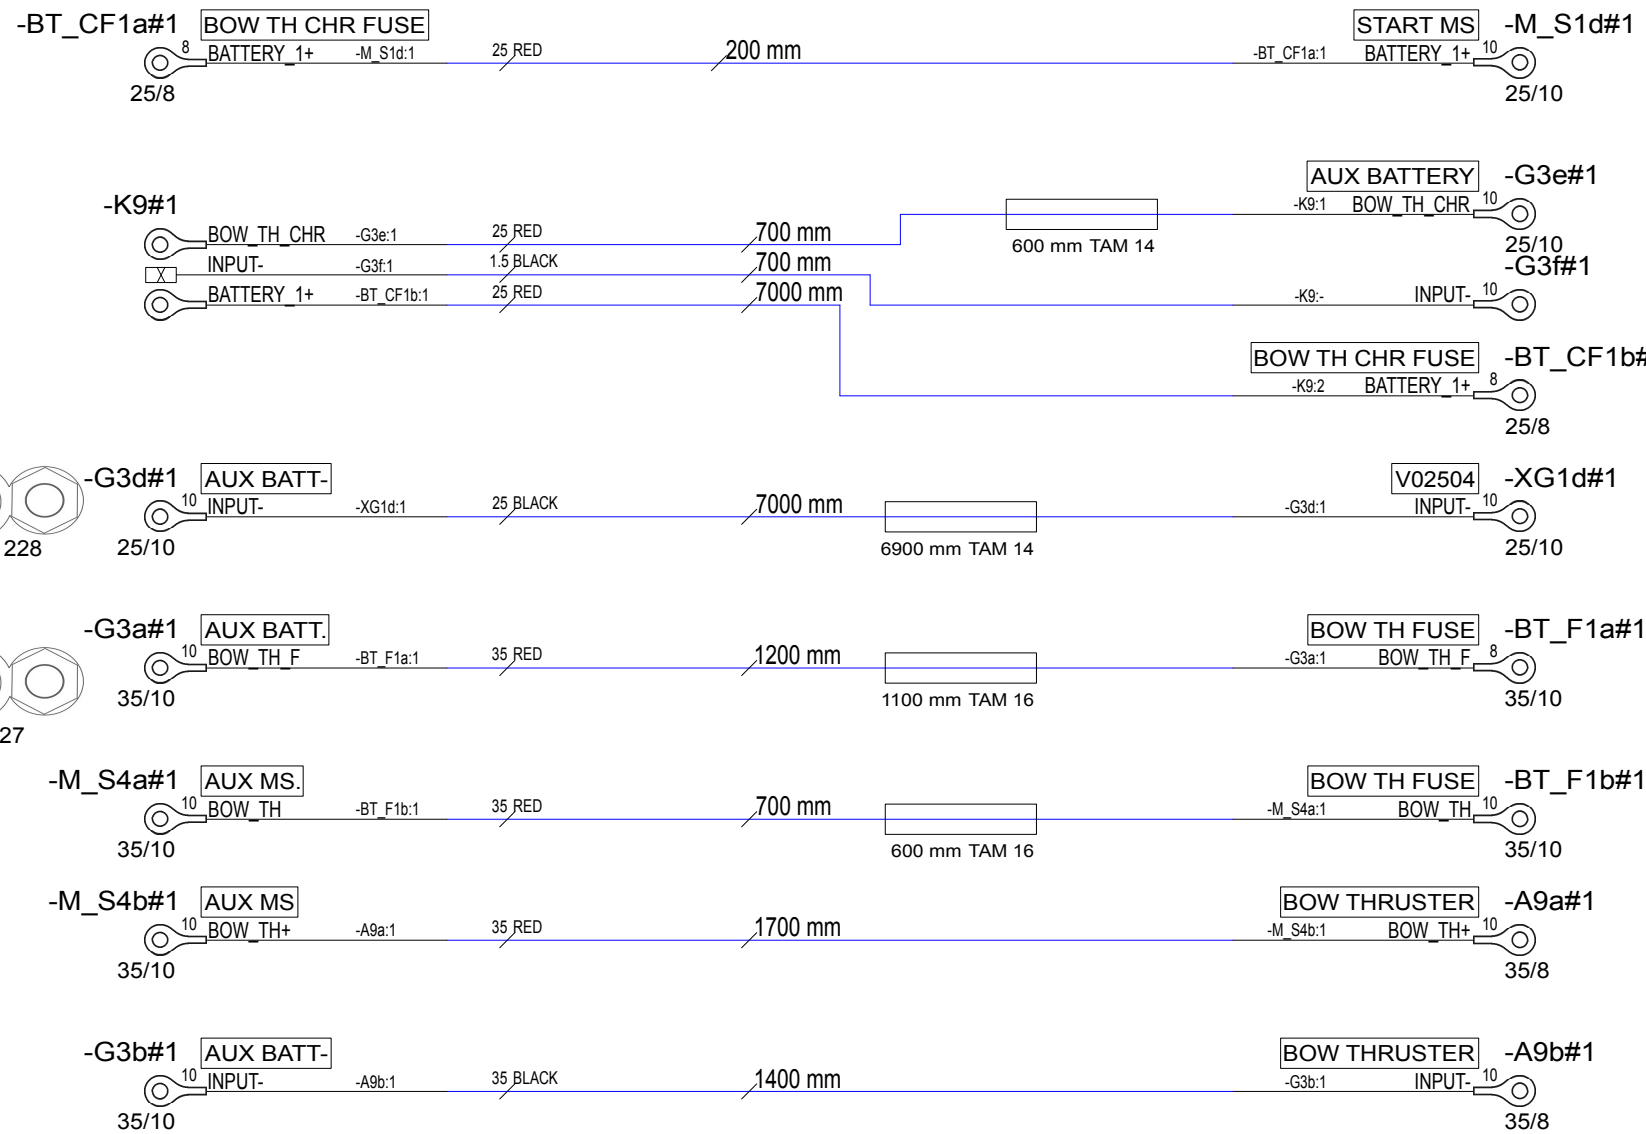 -BT_CF1a#1 BOW TH CHR FUSE START MS -M_S1d#1
8 BATTERY_1+ -M_S1d:1 25 RED 200 mm -BT_CF1a:1 BATTERY_1+ 10
25/8 25/10
AUX BATTERY -G3e#1
-K9#1 -K9:1 BOW_TH_CHR 10
BOW_TH_CHR -G3e:1 25 RED 700 mm 600 mm TAM 14 25/10
INPUT- -G3f:1 1.5 BLACK 700 mm -G3f#1
BATTERY_1+ -BT_CF1b:1 25 RED 7000 mm -K9:- INPUT- 10
BOW TH CHR FUSE -BT_CF1b#
-K9:2 BATTERY_1+ 8
25/8
-G3d#1 AUX BATT- V02504 -XG1d#1
10 INPUT- -XG1d:1 25 BLACK 7000 mm -G3d:1 INPUT- 10
228 25/10 6900 mm TAM 14 25/10
-G3a#1 AUX BATT. BOW TH FUSE -BT_F1a#1
10 BOW_TH_F -BT_F1a:1 35 RED 1200 mm -G3a:1 BOW_TH_F 8
35/10 1100 mm TAM 16 35/10
27
-M_S4a#1 AUX MS. BOW TH FUSE -BT_F1b#1
10 BOW_TH -BT_F1b:1 35 RED 700 mm -M_S4a:1 BOW_TH 10
35/10 600 mm TAM 16 35/10
-M_S4b#1 AUX MS BOW THRUSTER -A9a#1
10 BOW_TH+ -A9a:1 35 RED 1700 mm -M_S4b:1 BOW_TH+ 10
35/10 35/8
-G3b#1 AUX BATT- BOW THRUSTER -A9b#1
10 INPUT- -A9b:1 35 BLACK 1400 mm -G3b:1 INPUT- 10
35/10 35/8